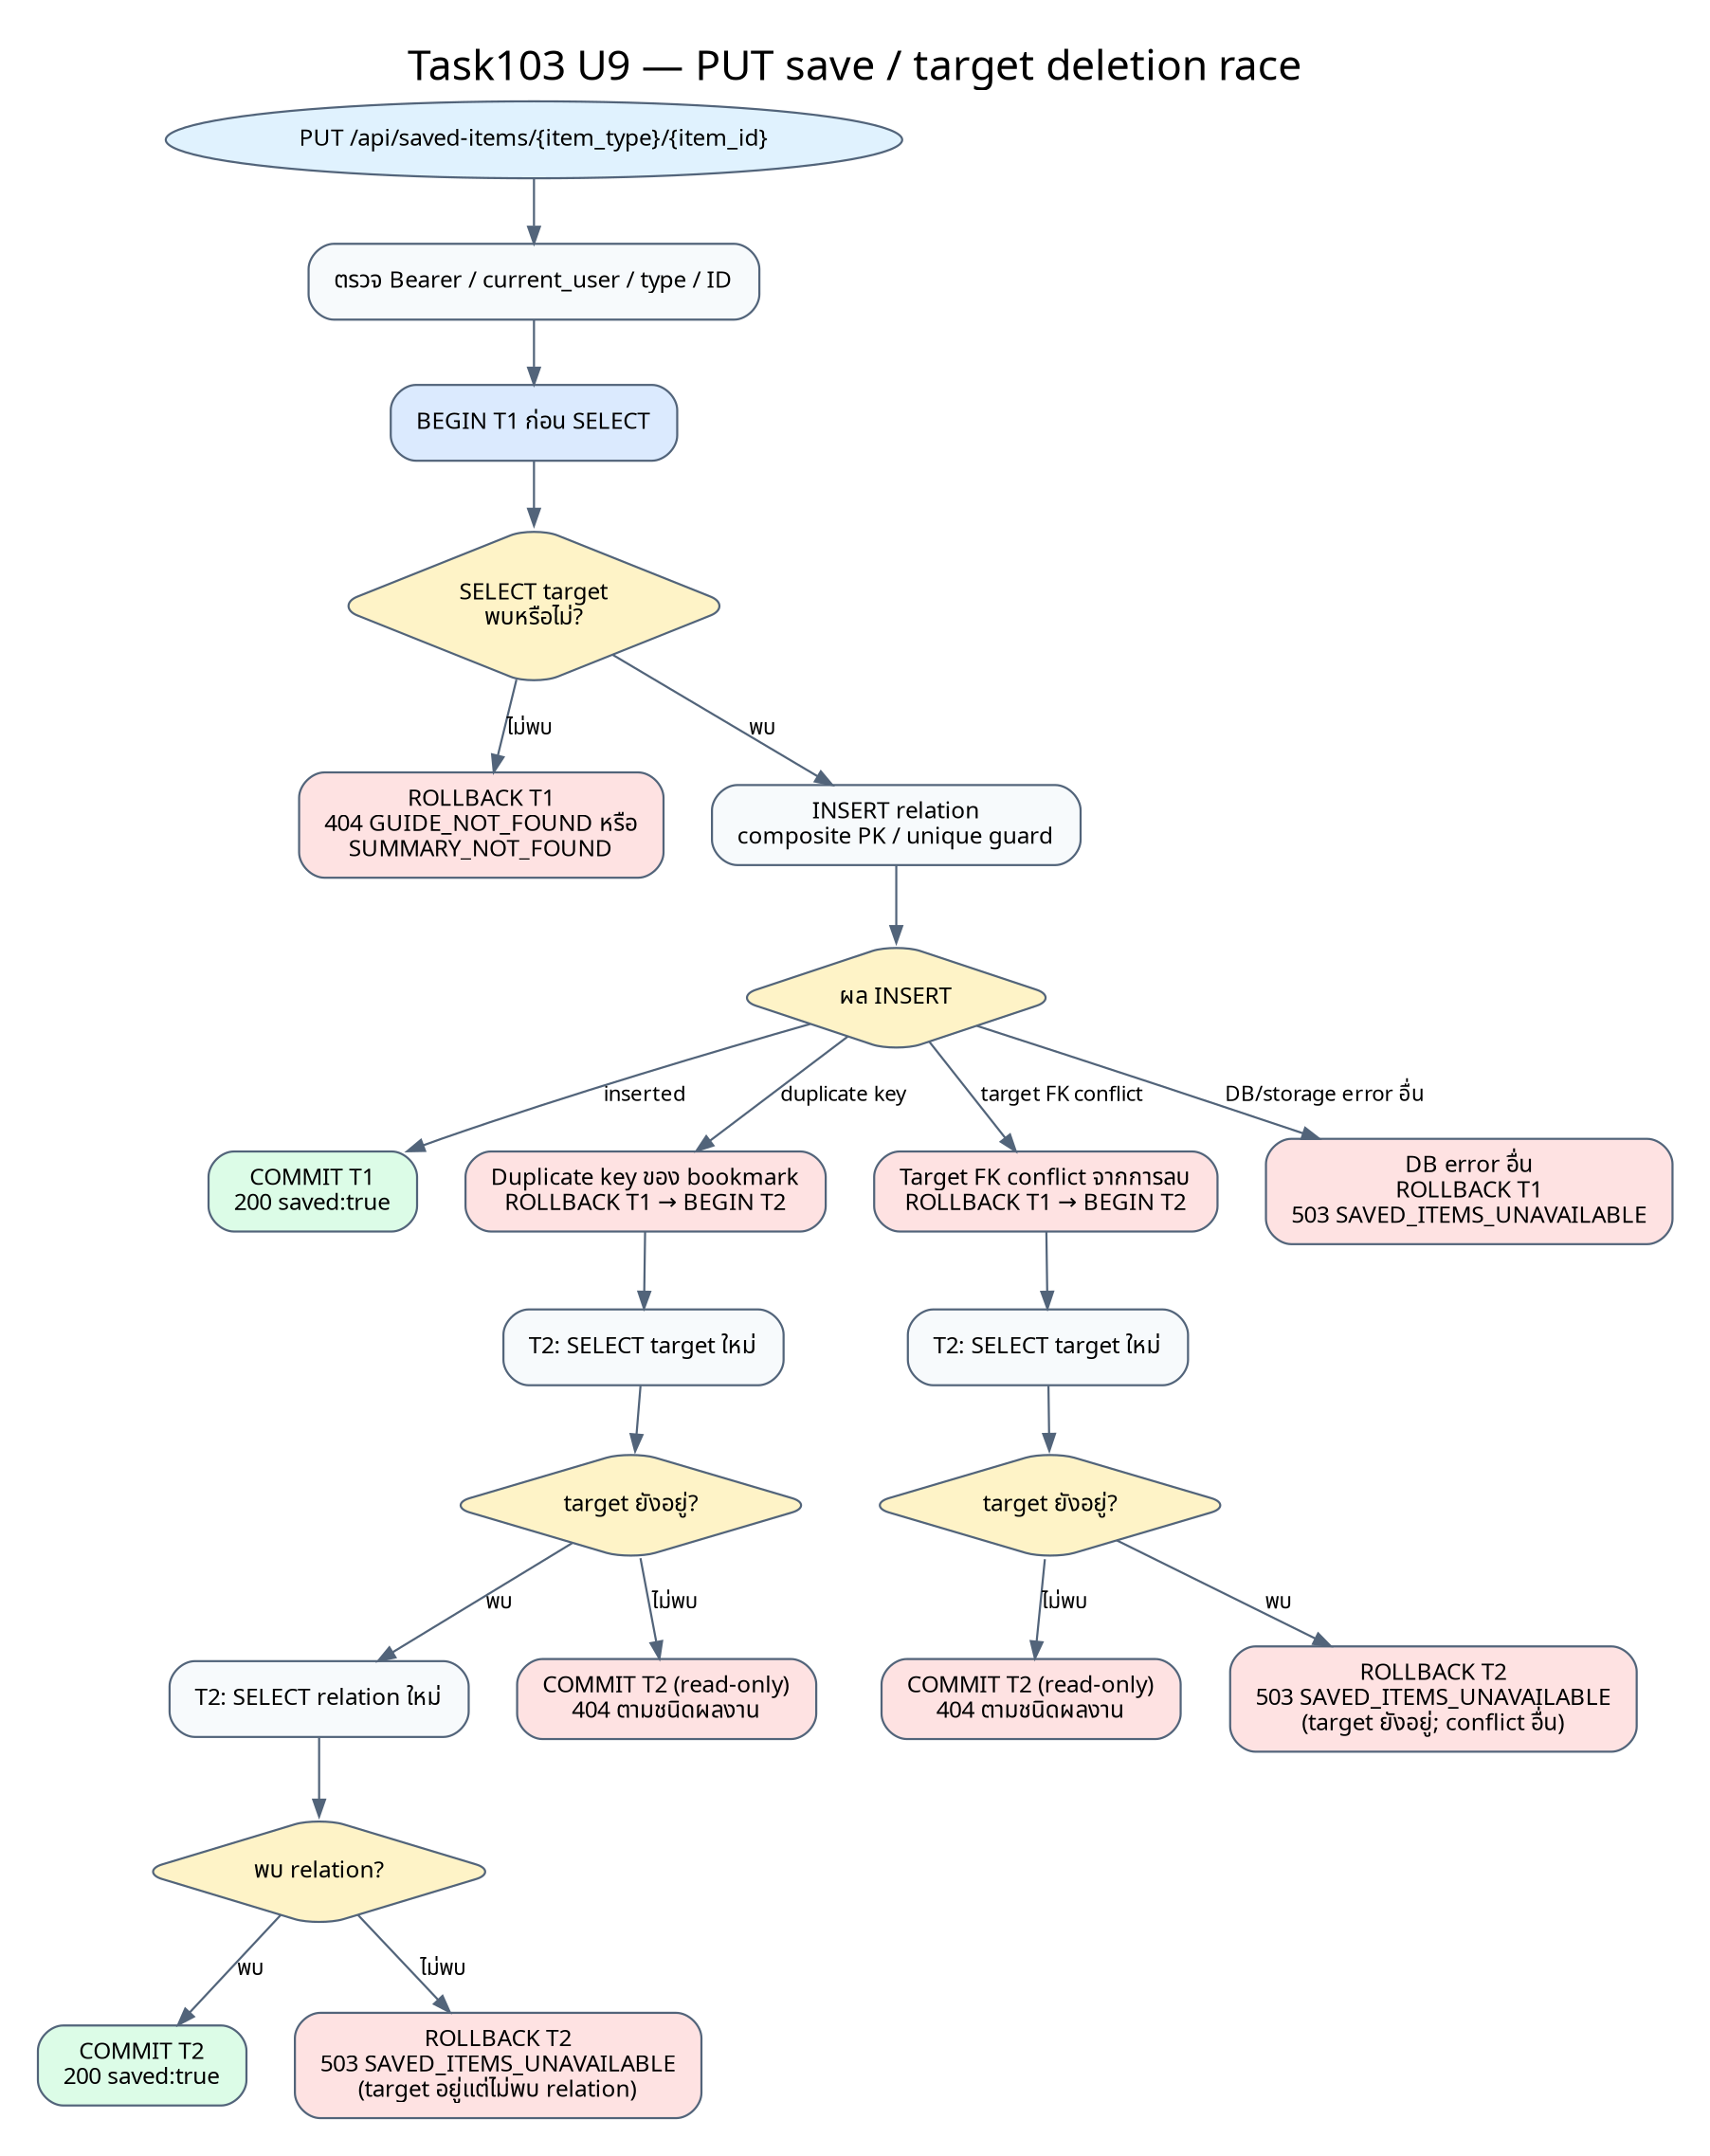 Task103 U9 — PUT save / target deletion race
PUT /api/saved-items/{item_type}/{item_id}
ตรวจ Bearer / current_user / type / ID
BEGIN T1 ก่อน SELECT
SELECT target
พบหรือไม่?
ไม่พบ
พบ
ROLLBACK T1
404 GUIDE_NOT_FOUND หรือ
SUMMARY_NOT_FOUND
INSERT relation
composite PK / unique guard
ผล INSERT
inserted
duplicate key
target FK conflict
DB/storage error อื่น
COMMIT T1
200 saved:true
Duplicate key ของ bookmark
ROLLBACK T1 → BEGIN T2
Target FK conflict จากการลบ
ROLLBACK T1 → BEGIN T2
DB error อื่น
ROLLBACK T1
503 SAVED_ITEMS_UNAVAILABLE
T2: SELECT target ใหม่
T2: SELECT target ใหม่
target ยังอยู่?
target ยังอยู่?
พบ
ไม่พบ
ไม่พบ
พบ
T2: SELECT relation ใหม่
COMMIT T2 (read-only)
404 ตามชนิดผลงาน
COMMIT T2 (read-only)
404 ตามชนิดผลงาน
ROLLBACK T2
503 SAVED_ITEMS_UNAVAILABLE
(target ยังอยู่; conflict อื่น)
พบ relation?
พบ
ไม่พบ
COMMIT T2
200 saved:true
ROLLBACK T2
503 SAVED_ITEMS_UNAVAILABLE
(target อยู่แต่ไม่พบ relation)